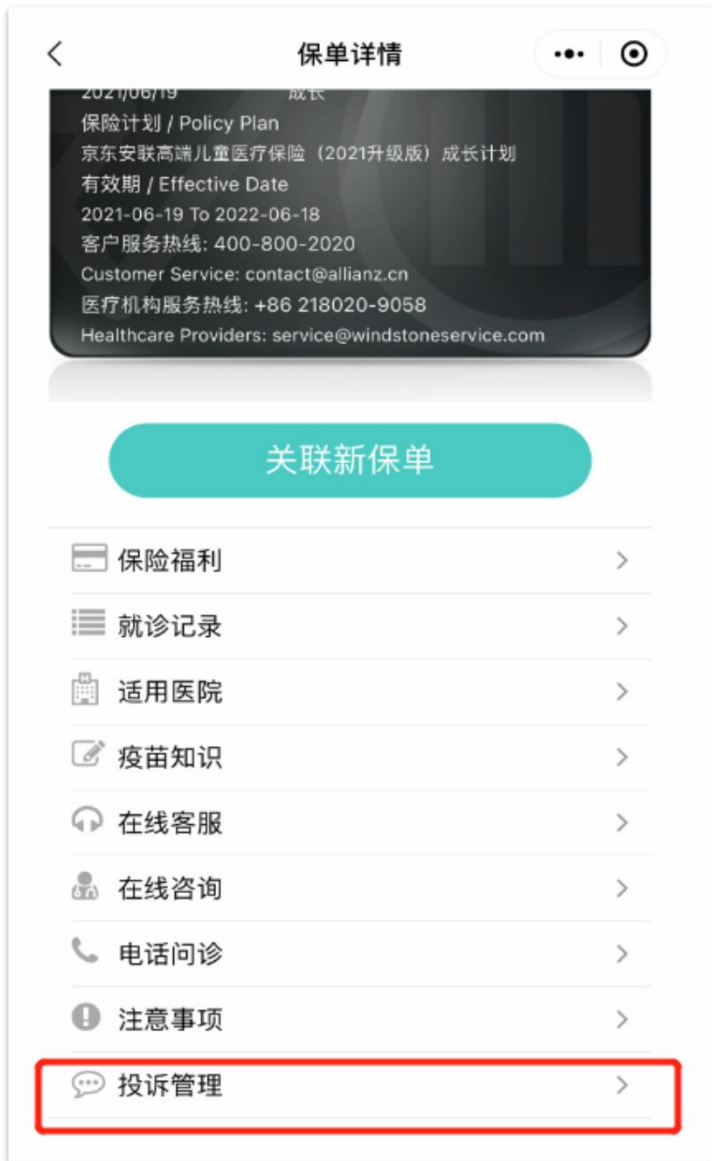 保单详情
2021/06/19 成长
保险计划 / Policy Plan
京东安联高端儿童医疗保险（2021升级版）成长计划
有效期 / Effective Date
2021-06-19 To 2022-06-18
客户服务热线: 400-800-2020
Customer Service: contact@allianz.cn
医疗机构服务热线: +86 218020-9058
Healthcare Providers: service@windstoneservice.com
关联新保单
保险福利
就诊记录
适用医院
疫苗知识
在线客服
在线咨询
电话问诊
注意事项
投诉管理